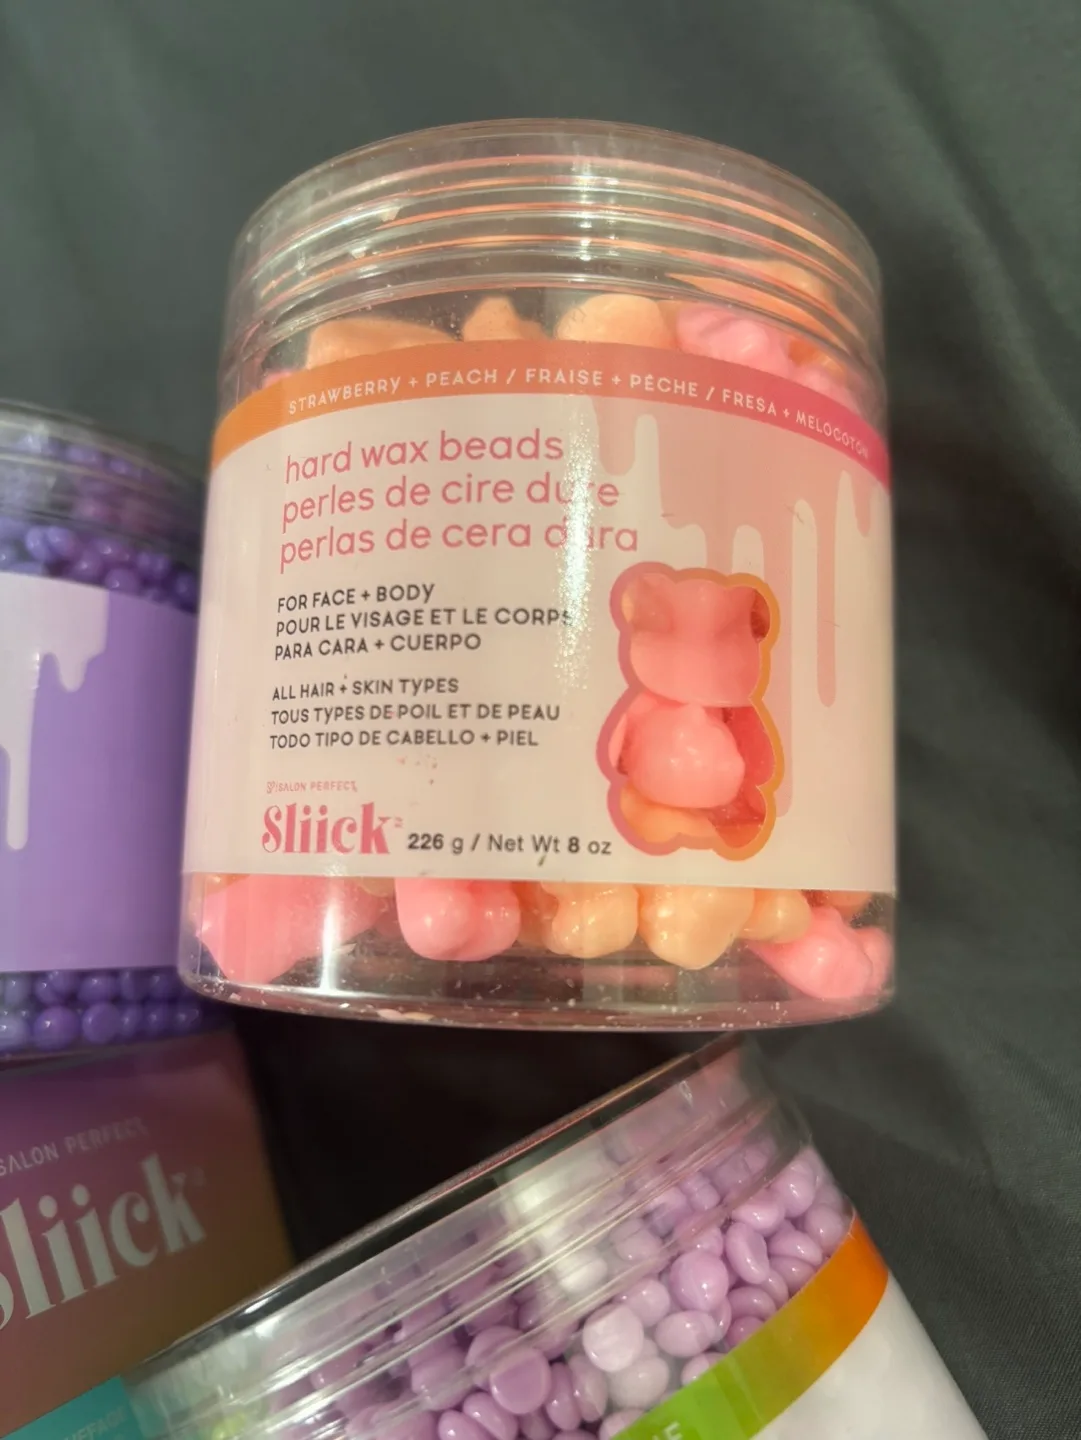 STRAWBERRY + PEACH / FRAISE + PÊCHE / FRESA + MELOCOTON
hard wax beads
perles de cire dure
perlas de cera dura
FOR FACE + BODY
POUR LE VISAGE ET LE CORPS
PARA CARA + CUERPO
ALL HAIR + SKIN TYPES
TOUS TYPES DE POIL ET DE PEAU
TODO TIPO DE CABELLO + PIEL
SP SALON PERFECT
Sliick
226 g / Net Wt 8 oz
SALON PERFECT
Sliick